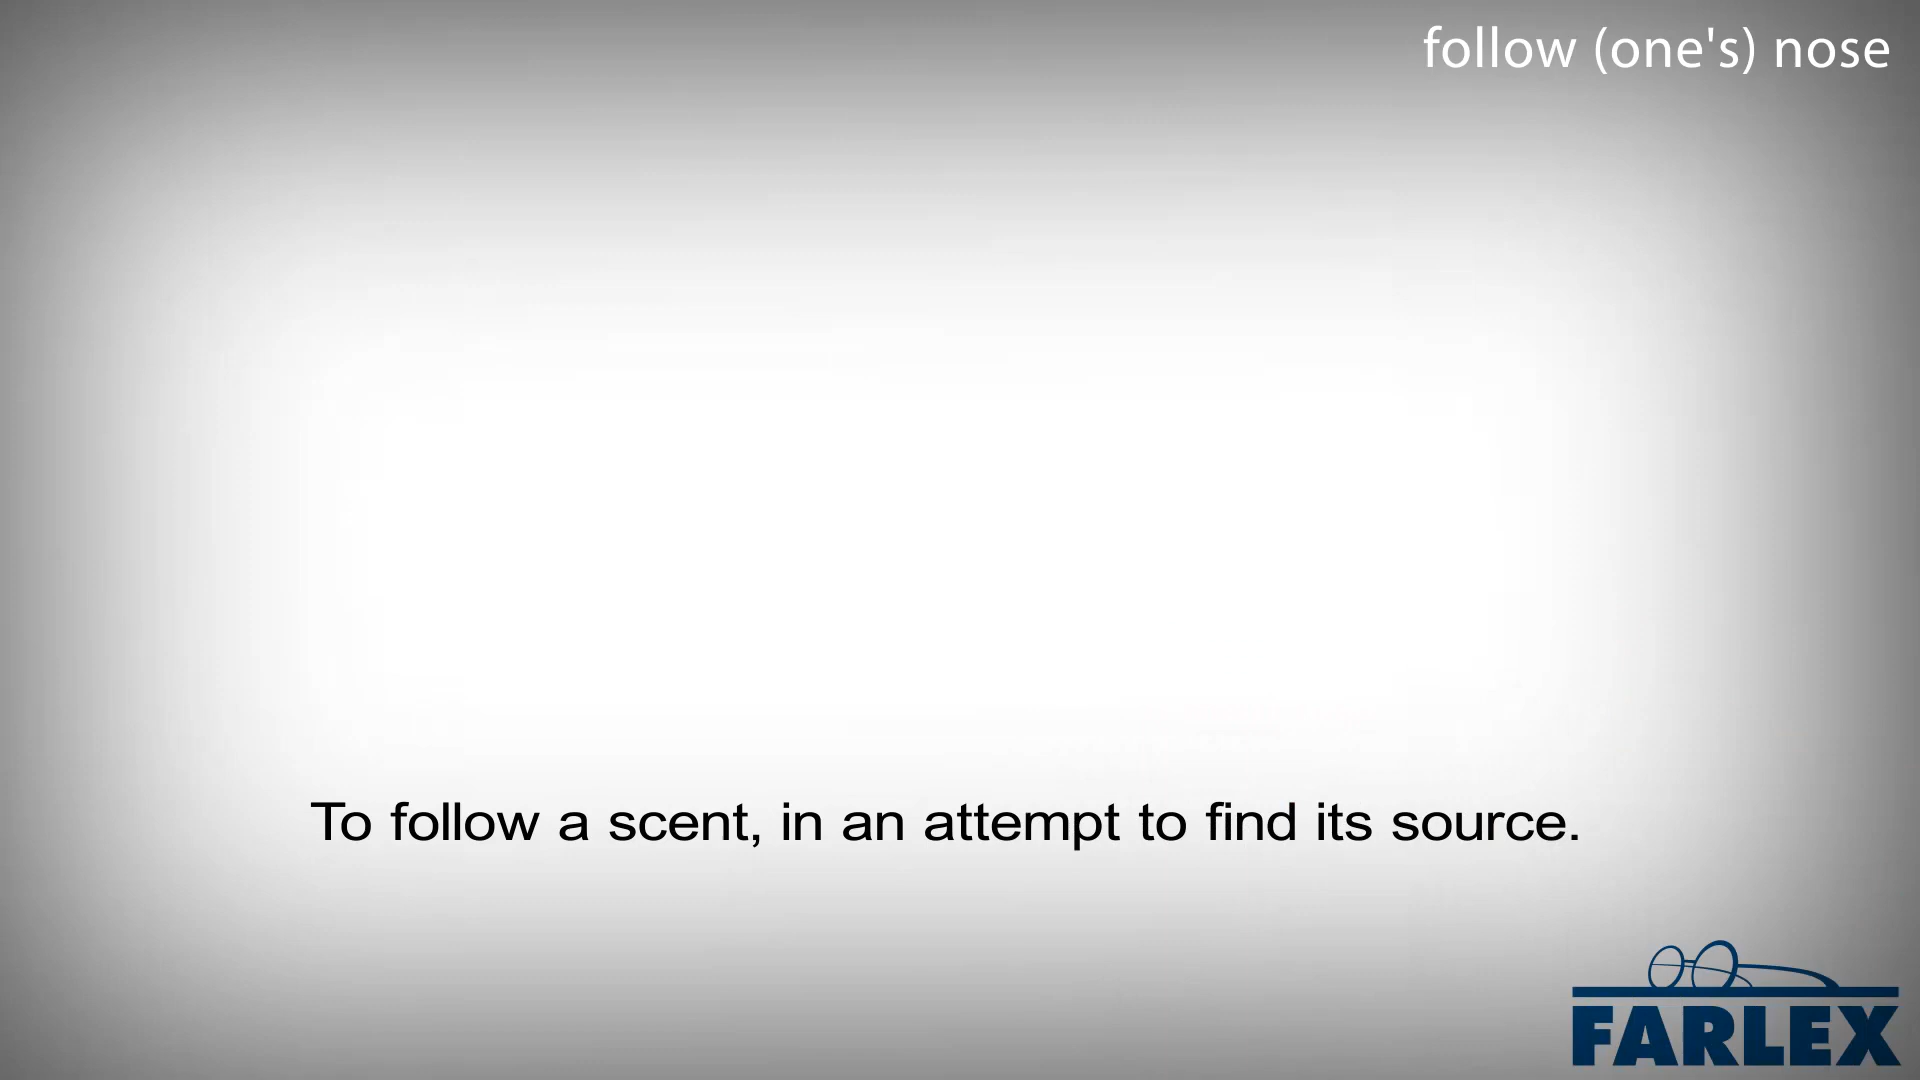 follow (one's) nose
To follow a scent, in an attempt to find its source.
FARLEX